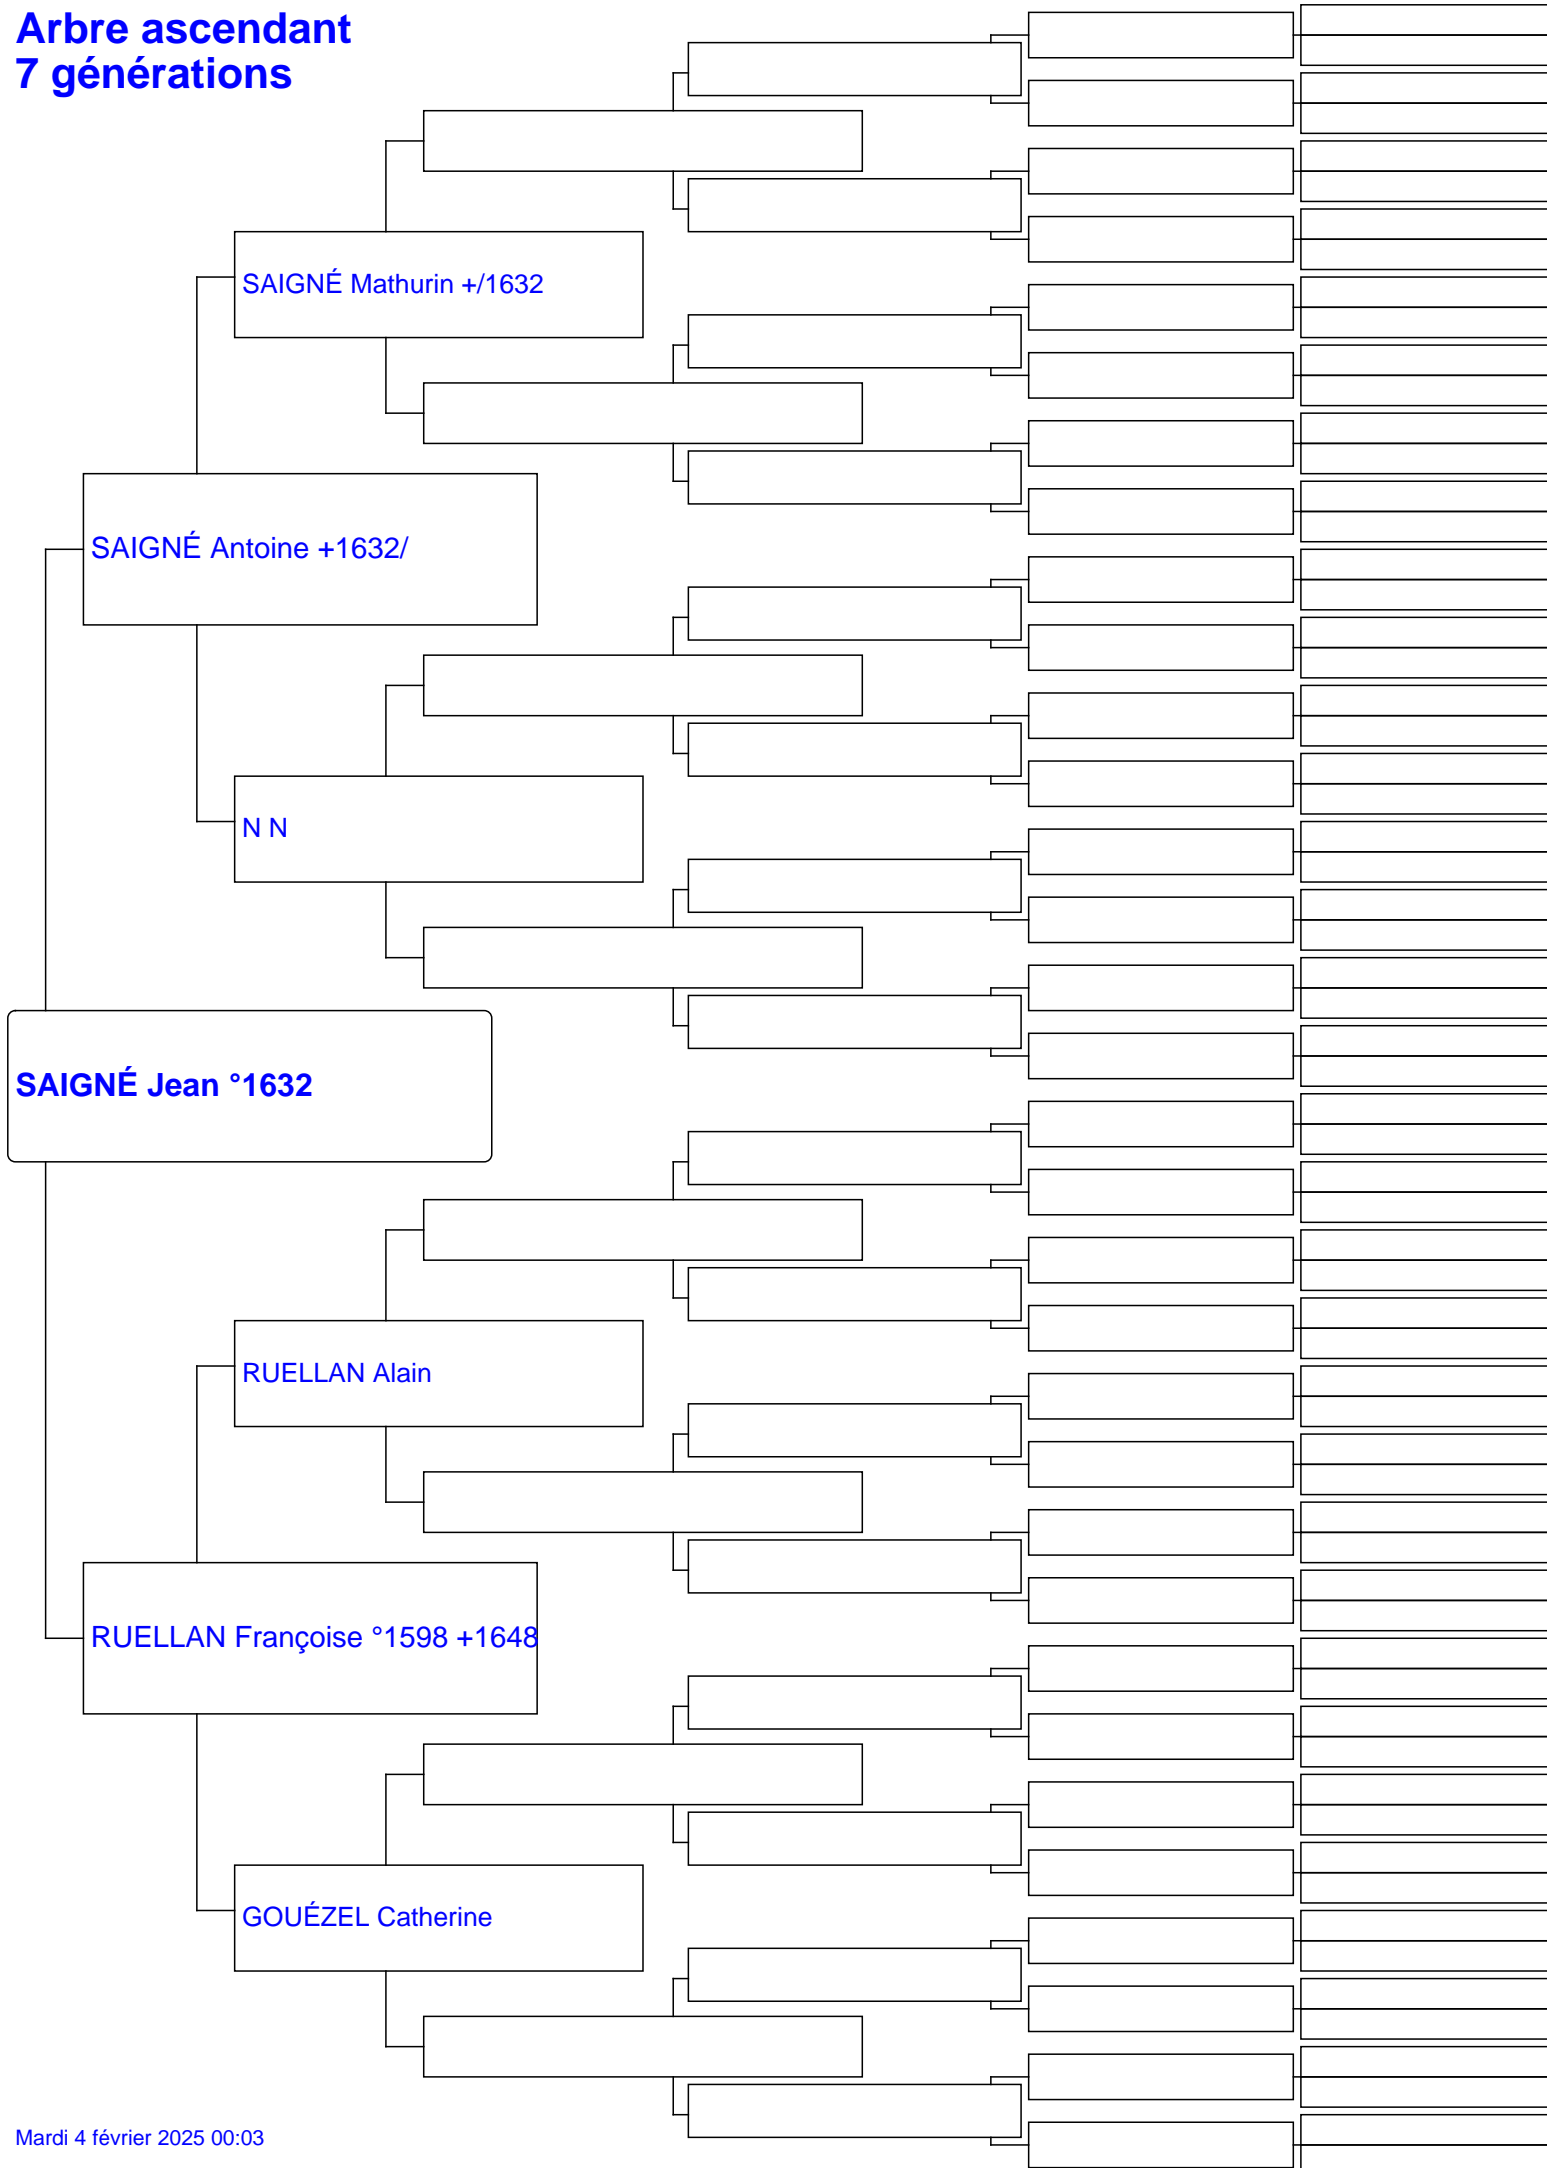 Arbre ascendant
7 générations
SAIGNÉ Mathurin +/1632
SAIGNÉ Antoine +1632/
N N
SAIGNÉ Jean °1632
RUELLAN Alain
RUELLAN Françoise °1598 +1648
GOUÉZEL Catherine
Mardi 4 février 2025 00:03